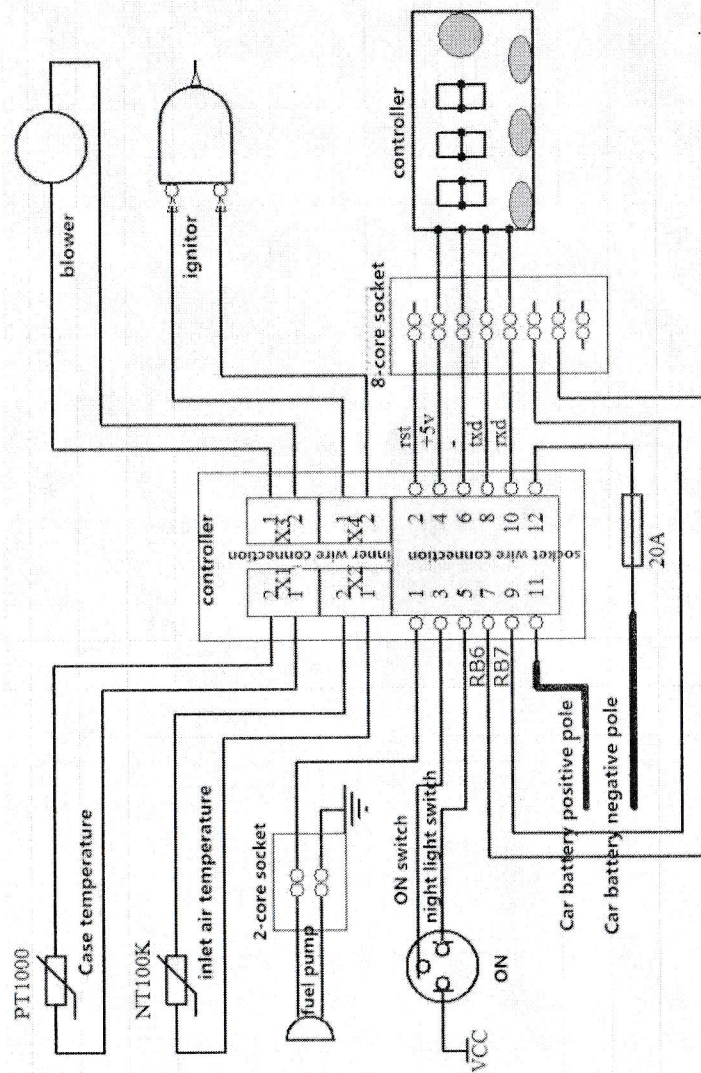 PT1000
Case temperature
NT100K
inlet air temperature
2-core socket
fuel pump
ON switch
night light switch
ON
VCC
Car battery positive pole
Car battery negative pole
blower
ignitor
controller
2 X1 1
2 X2 1
1 X3 2
1 X4 2
inner wire connection
socket wire connection
1 2
3 4
5 6
7 8
9 10
11 12
RB6
RB7
20A
rst
+5v
-
txd
rxd
8-core socket
controller